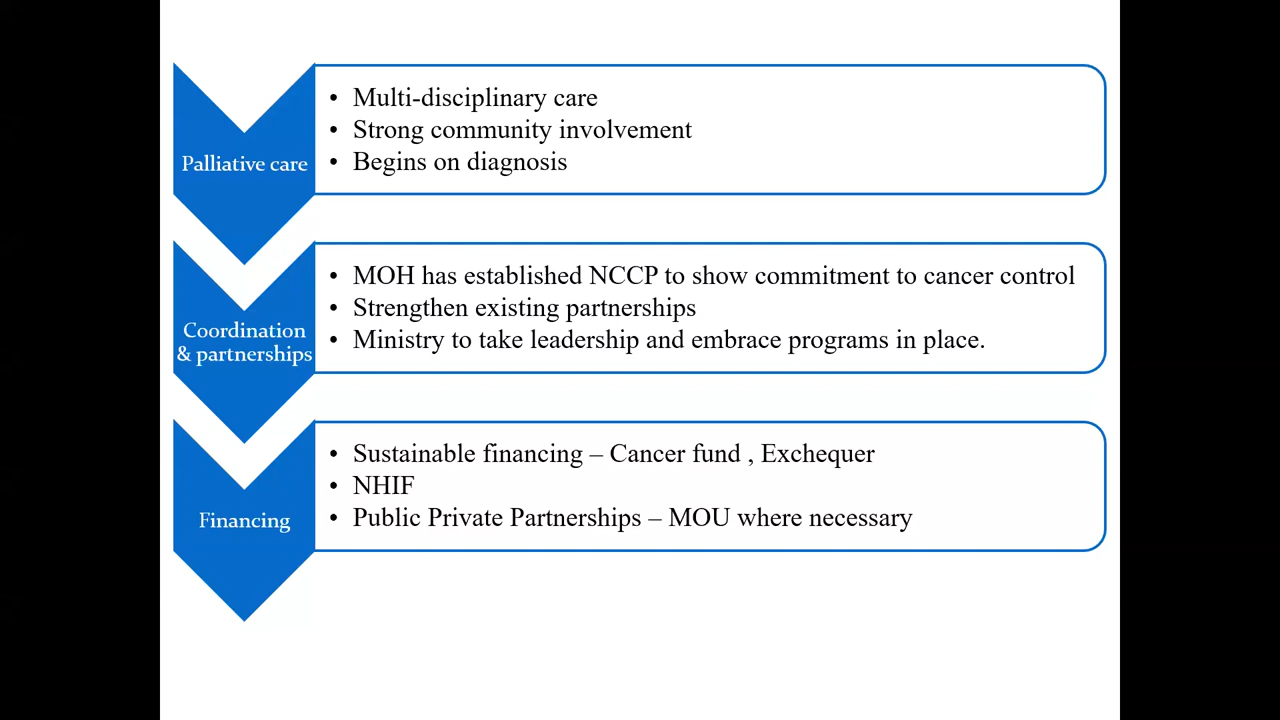 Palliative care
• Multi-disciplinary care
• Strong community involvement
• Begins on diagnosis
Coordination
& partnerships
• MOH has established NCCP to show commitment to cancer control
• Strengthen existing partnerships
• Ministry to take leadership and embrace programs in place.
Financing
• Sustainable financing – Cancer fund , Exchequer
• NHIF
• Public Private Partnerships – MOU where necessary